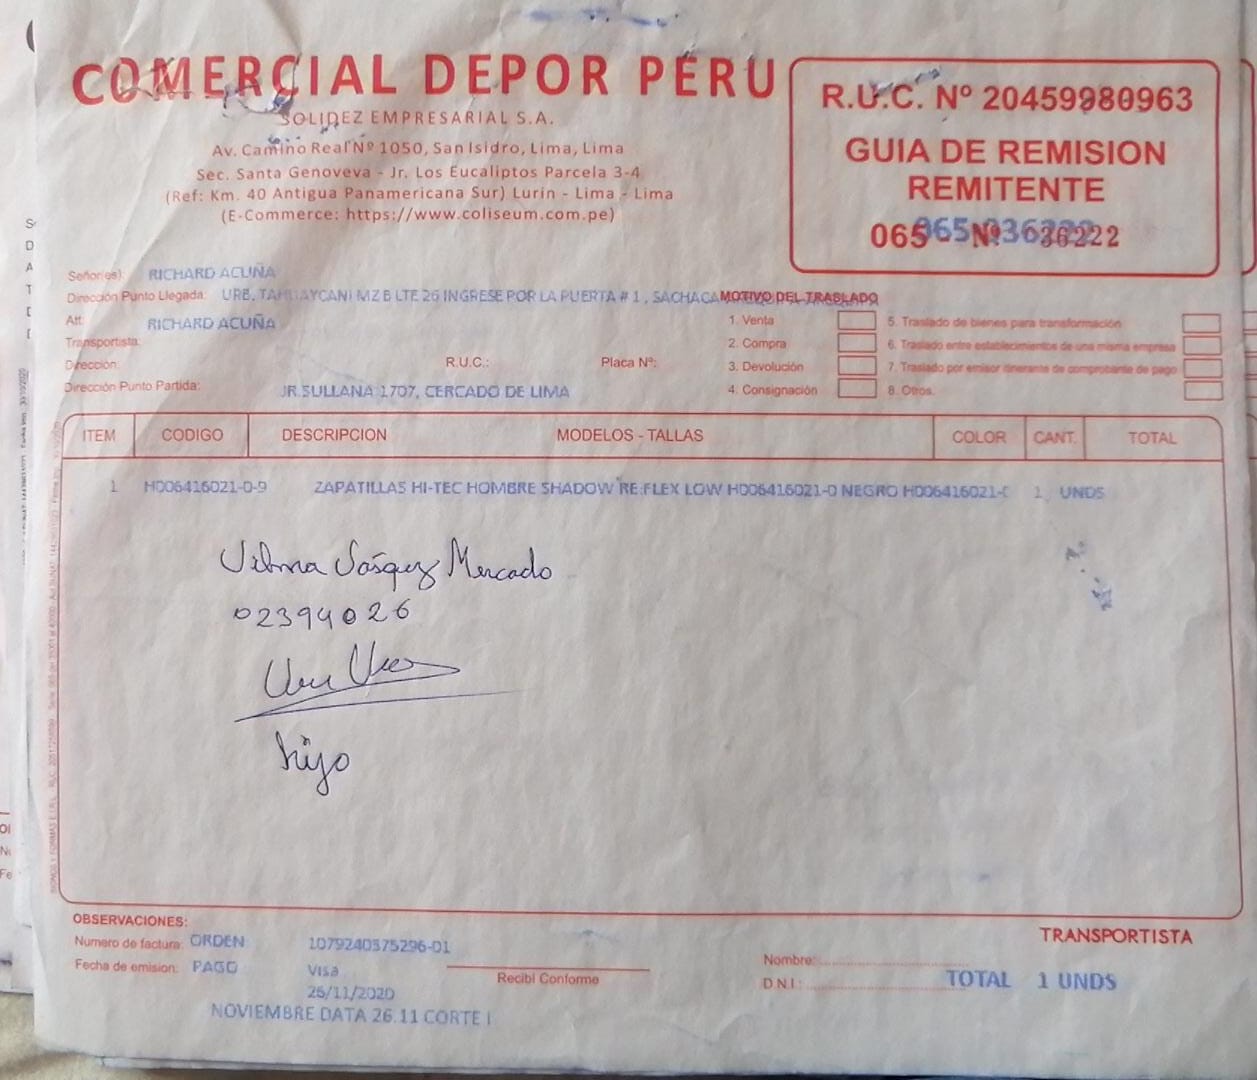 COMERCIAL DEPOR PERU
SOLIDEZ EMPRESARIAL S.A.
Av. Camino Real Nº 1050, San Isidro, Lima, Lima
Sec. Santa Genoveva - Jr. Los Eucaliptos Parcela 3-4
(Ref: Km. 40 Antigua Panamericana Sur) Lurin - Lima - Lima
(E-Commerce: https://www.coliseum.com.pe)
R.U.C. Nº 20459980963
GUIA DE REMISION
REMITENTE
065 - Nº 036222
Señor(es): RICHARD ACUÑA
Dirección Punto Llegada: URB. TAHUAYCANI MZ B LTE 26 INGRESE POR LA PUERTA # 1 , SACHACA
Att: RICHARD ACUÑA
Transportista:
Dirección: R.U.C.: Placa Nº:
Dirección Punto Partida: JR.SULLANA 1707, CERCADO DE LIMA
MOTIVO DEL TRASLADO
1. Venta 5. Traslado de bienes para transformación
2. Compra 6. Traslado entre establecimientos de una misma empresa
3. Devolución 7. Traslado por emisor itinerante de comprobante de pago
4. Consignación 8. Otros.
ITEM CODIGO DESCRIPCION MODELOS - TALLAS COLOR CANT. TOTAL
1 H006416021-0-9 ZAPATILLAS HI-TEC HOMBRE SHADOW RE:FLEX LOW H006416021-0 NEGRO H006416021-0 1 UNDS
Vilma Vásquez Mercado
02394026
hijo
OBSERVACIONES:
Numero de factura: ORDEN 1079240375296-01
Fecha de emision: PAGO Visa
26/11/2020
NOVIEMBRE DATA 26.11 CORTE I
Recibí Conforme
TRANSPORTISTA
Nombre:
D N I :
TOTAL 1 UNDS